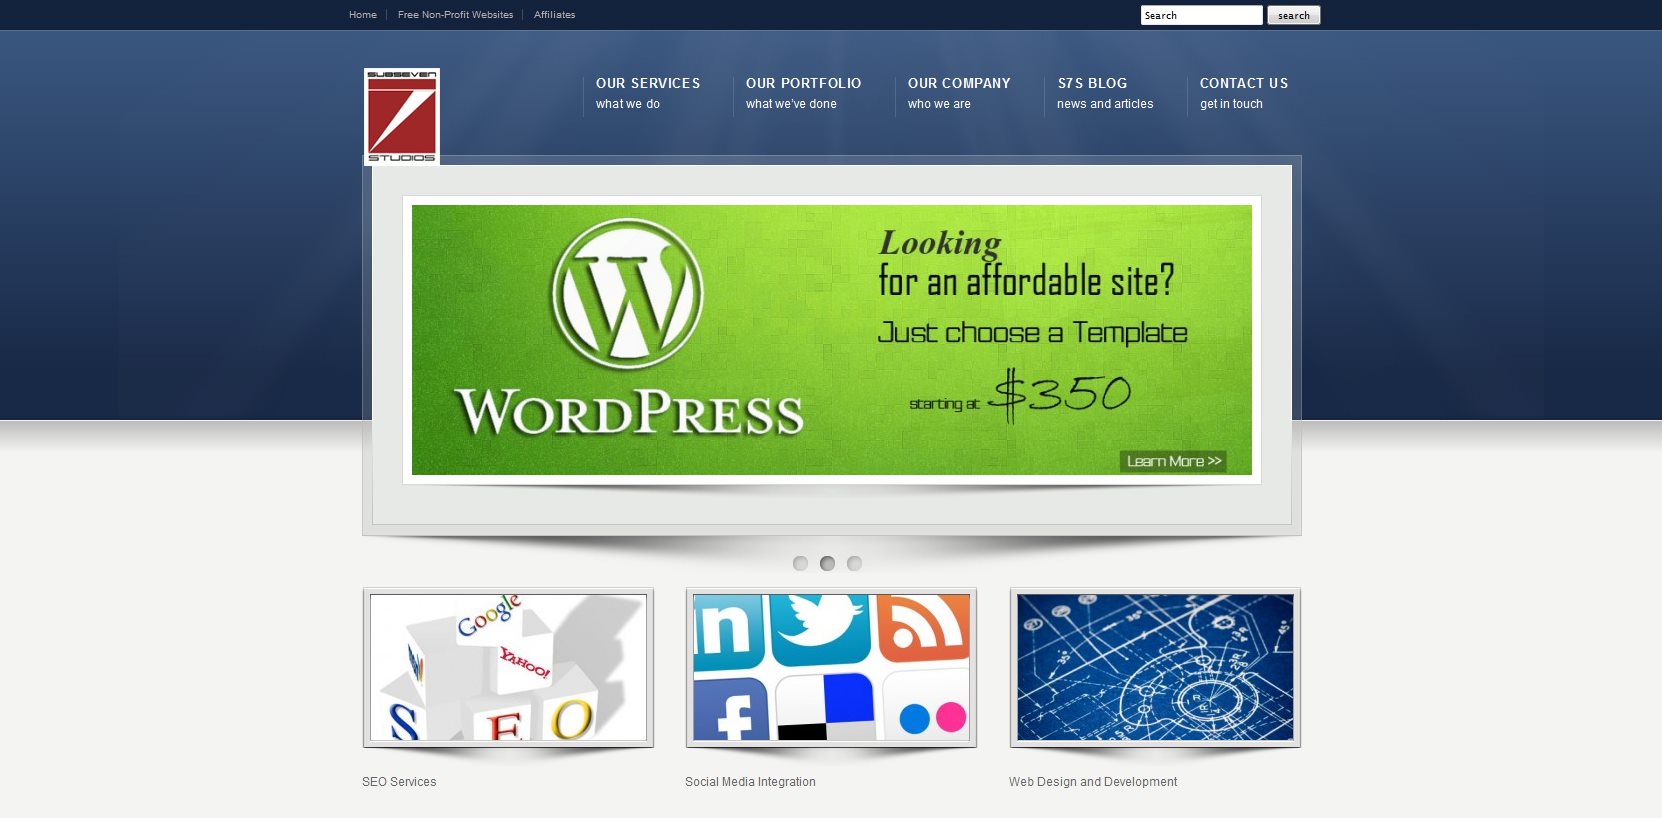 Home
Free Non-Profit Websites
Affiliates
Search
search
SUBSEVEN
STUDIOS
OUR SERVICES
what we do
OUR PORTFOLIO
what we've done
OUR COMPANY
who we are
S7S BLOG
news and articles
CONTACT US
get in touch
WORDPRESS
Looking
for an affordable site?
Just choose a Template
starting at $350
Learn More >>
Google
YAHOO!
SEO
in
f
SEO Services
Social Media Integration
Web Design and Development